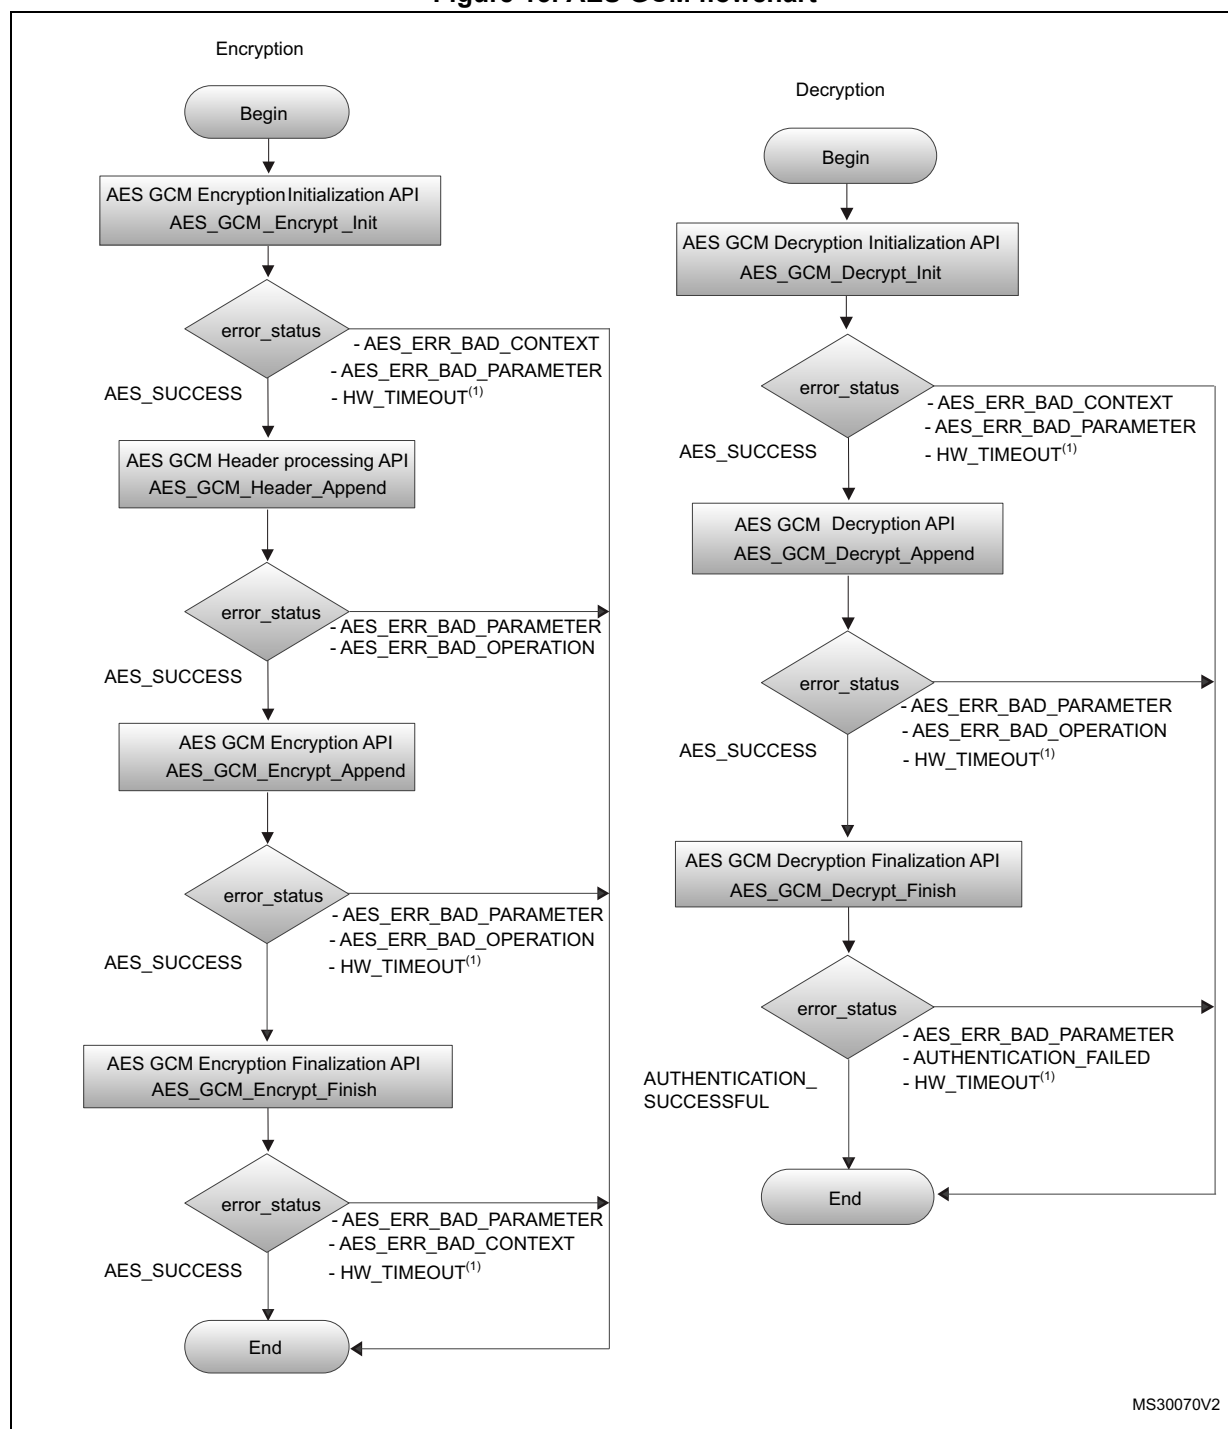 Figure 13. AES GCM flowchart
Encryption
Begin
AES GCM Encryption Initialization API
AES_GCM_Encrypt _Init
error_status
- AES_ERR_BAD_CONTEXT
- AES_ERR_BAD_PARAMETER
- HW_TIMEOUT(1)
AES_SUCCESS
AES GCM Header processing API
AES_GCM_Header_Append
error_status
- AES_ERR_BAD_PARAMETER
- AES_ERR_BAD_OPERATION
AES_SUCCESS
AES GCM Encryption API
AES_GCM_Encrypt_Append
error_status
- AES_ERR_BAD_PARAMETER
- AES_ERR_BAD_OPERATION
- HW_TIMEOUT(1)
AES_SUCCESS
AES GCM Encryption Finalization API
AES_GCM_Encrypt_Finish
error_status
- AES_ERR_BAD_PARAMETER
- AES_ERR_BAD_CONTEXT
- HW_TIMEOUT(1)
AES_SUCCESS
End
Decryption
Begin
AES GCM Decryption Initialization API
AES_GCM_Decrypt_Init
error_status
- AES_ERR_BAD_CONTEXT
- AES_ERR_BAD_PARAMETER
- HW_TIMEOUT(1)
AES_SUCCESS
AES GCM Decryption API
AES_GCM_Decrypt_Append
error_status
- AES_ERR_BAD_PARAMETER
- AES_ERR_BAD_OPERATION
- HW_TIMEOUT(1)
AES_SUCCESS
AES GCM Decryption Finalization API
AES_GCM_Decrypt_Finish
error_status
- AES_ERR_BAD_PARAMETER
- AUTHENTICATION_FAILED
- HW_TIMEOUT(1)
AUTHENTICATION_
SUCCESSFUL
End
MS30070V2